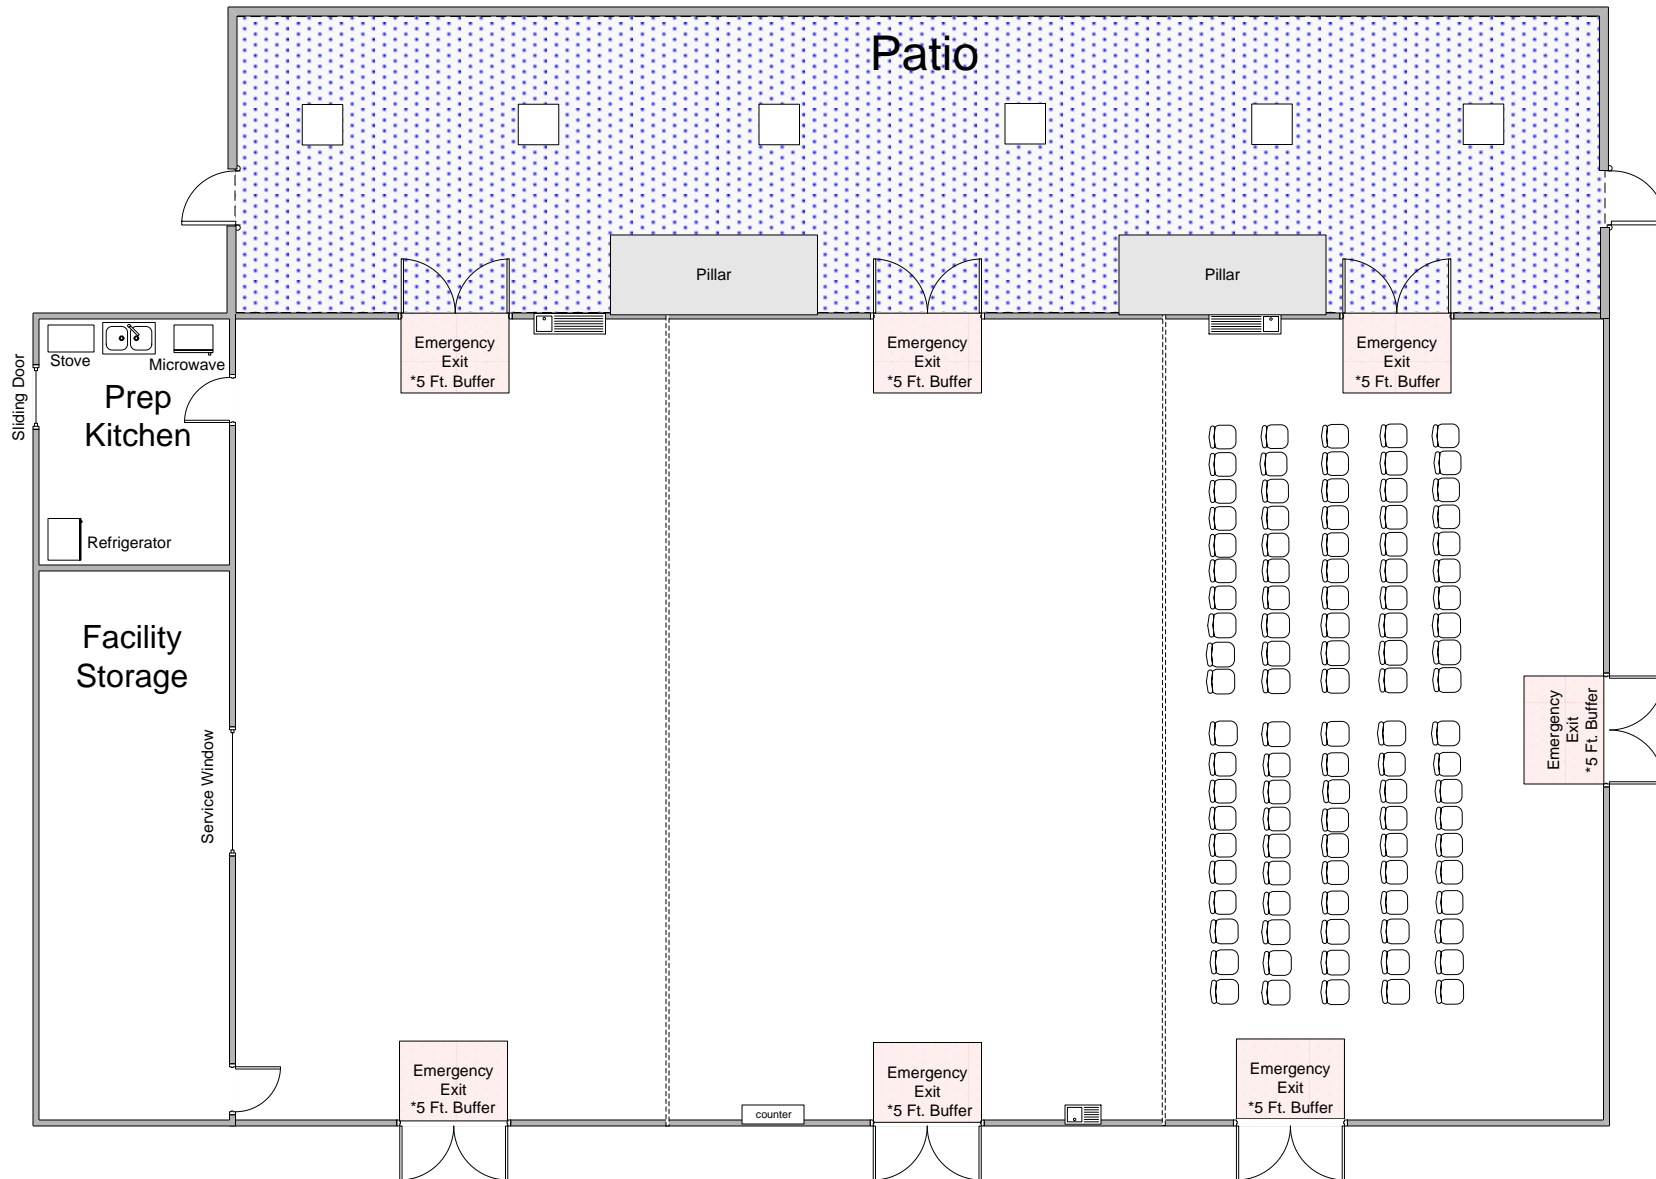 Patio
Pillar
Pillar
Emergency
Exit
*5 Ft. Buffer
Emergency
Exit
*5 Ft. Buffer
Emergency
Exit
*5 Ft. Buffer
Stove
Microwave
Sliding Door
Prep
Kitchen
Refrigerator
Facility
Storage
Service Window
Emergency
Exit
*5 Ft. Buffer
Emergency
Exit
*5 Ft. Buffer
counter
Emergency
Exit
*5 Ft. Buffer
Emergency
Exit
*5 Ft. Buffer